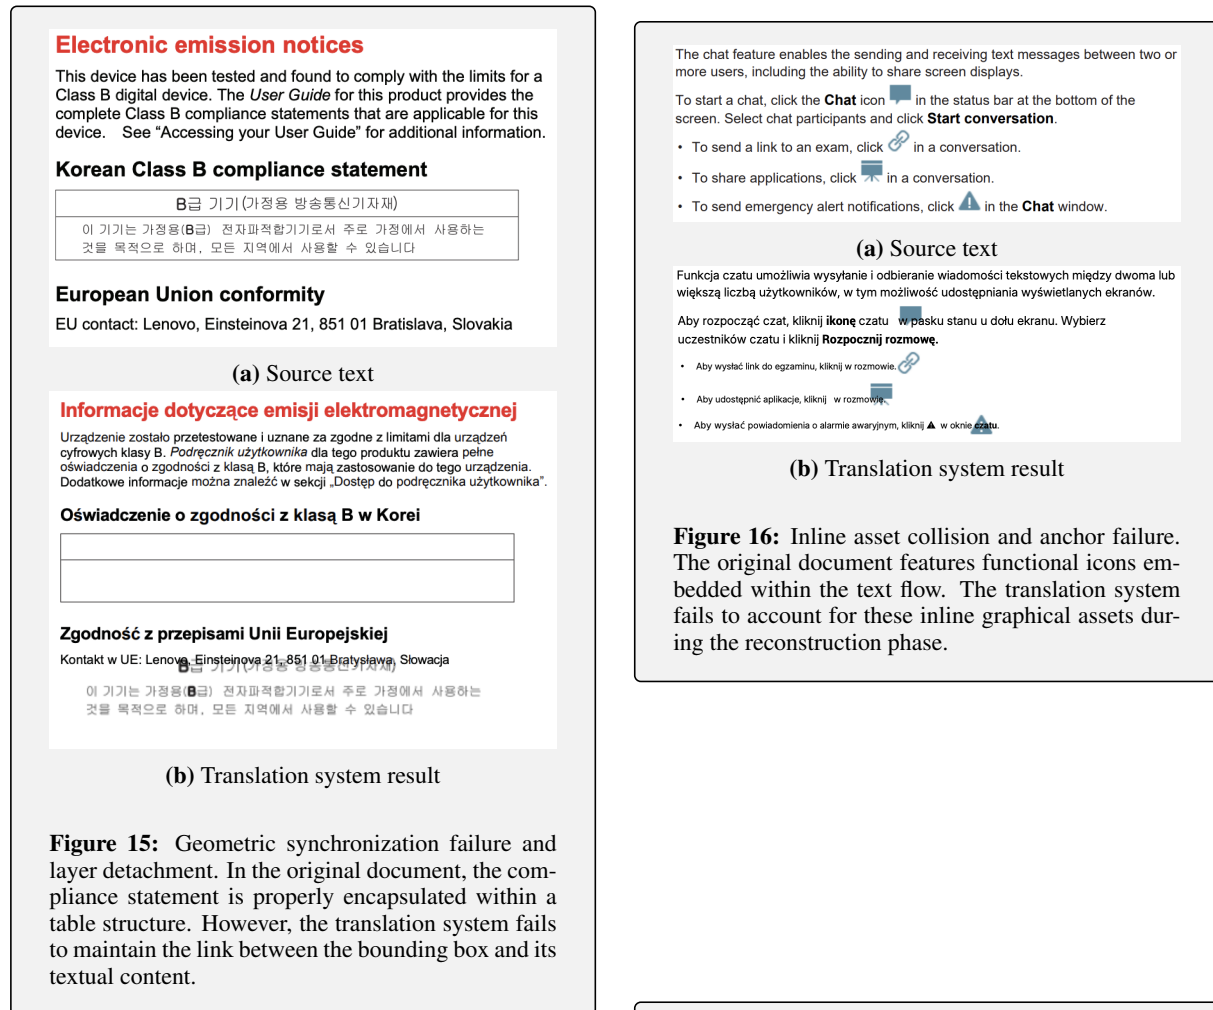 Electronic emission notices
This device has been tested and found to comply with the limits for a
Class B digital device. The User Guide for this product provides the
complete Class B compliance statements that are applicable for this
device. See “Accessing your User Guide” for additional information.
Korean Class B compliance statement
B급 기기(가정용 방송통신기자재)
이 기기는 가정용(B급) 전자파적합기기로서 주로 가정에서 사용하는
것을 목적으로 하며, 모든 지역에서 사용할 수 있습니다
European Union conformity
EU contact: Lenovo, Einsteinova 21, 851 01 Bratislava, Slovakia
(a) Source text
Informacje dotyczące emisji elektromagnetycznej
Urządzenie zostało przetestowane i uznane za zgodne z limitami dla urządzeń
cyfrowych klasy B. Podręcznik użytkownika dla tego produktu zawiera pełne
oświadczenia o zgodności z klasą B, które mają zastosowanie do tego urządzenia.
Dodatkowe informacje można znaleźć w sekcji „Dostęp do podręcznika użytkownika”.
Oświadczenie o zgodności z klasą B w Korei
Zgodność z przepisami Unii Europejskiej
Kontakt w UE: Lenovo, Einsteinova 21, 851 01 Bratysława, Słowacja
B급 기기(가정용 방송통신기자재)
이 기기는 가정용(B급) 전자파적합기기로서 주로 가정에서 사용하는
것을 목적으로 하며, 모든 지역에서 사용할 수 있습니다
(b) Translation system result
Figure 15: Geometric synchronization failure and
layer detachment. In the original document, the com-
pliance statement is properly encapsulated within a
table structure. However, the translation system fails
to maintain the link between the bounding box and its
textual content.
The chat feature enables the sending and receiving text messages between two or
more users, including the ability to share screen displays.
To start a chat, click the Chat icon in the status bar at the bottom of the
screen. Select chat participants and click Start conversation.
• To send a link to an exam, click in a conversation.
• To share applications, click in a conversation.
• To send emergency alert notifications, click in the Chat window.
(a) Source text
Funkcja czatu umożliwia wysyłanie i odbieranie wiadomości tekstowych między dwoma lub
większą liczbą użytkowników, w tym możliwość udostępniania wyświetlanych ekranów.
Aby rozpocząć czat, kliknij ikonę czatu w pasku stanu u dołu ekranu. Wybierz
uczestników czatu i kliknij Rozpocznij rozmowę.
• Aby wysłać link do egzaminu, kliknij w rozmowie.
• Aby udostępnić aplikacje, kliknij w rozmowie.
• Aby wysłać powiadomienia o alarmie awaryjnym, kliknij w oknie czatu.
(b) Translation system result
Figure 16: Inline asset collision and anchor failure.
The original document features functional icons em-
bedded within the text flow. The translation system
fails to account for these inline graphical assets dur-
ing the reconstruction phase.